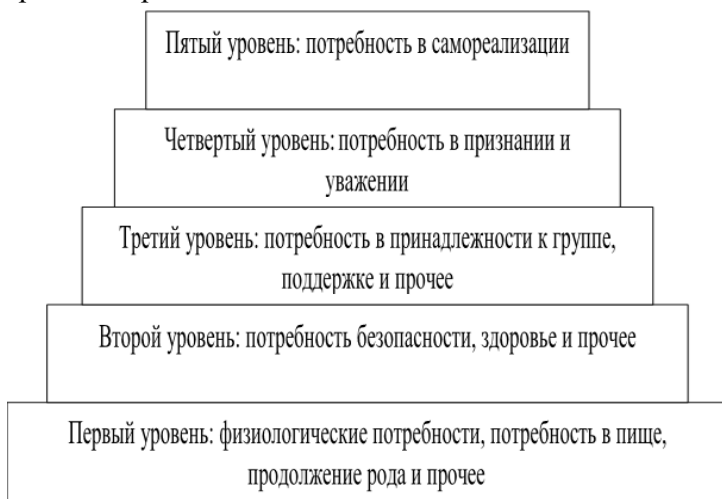 Пятый уровень: потребность в самореализации
Четвертый уровень: потребность в признании и
уважении
Третий уровень: потребность в принадлежности к группе,
поддержке и прочее
Второй уровень: потребность безопасности, здоровье и прочее
Первый уровень: физиологические потребности, потребность в пище,
продолжение рода и прочее